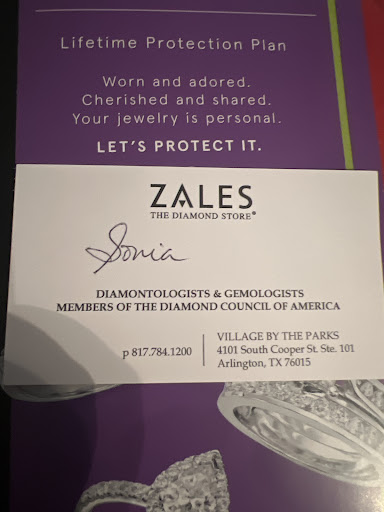 Lifetime Protection Plan
Worn and adored.
Cherished and shared.
Your jewelry is personal.
LET'S PROTECT IT.
ZALES
THE DIAMOND STORE®
Sonia
DIAMONTOLOGISTS & GEMOLOGISTS
MEMBERS OF THE DIAMOND COUNCIL OF AMERICA
p 817.784.1200
VILLAGE BY THE PARKS
4101 South Cooper St. Ste. 101
Arlington, TX 76015